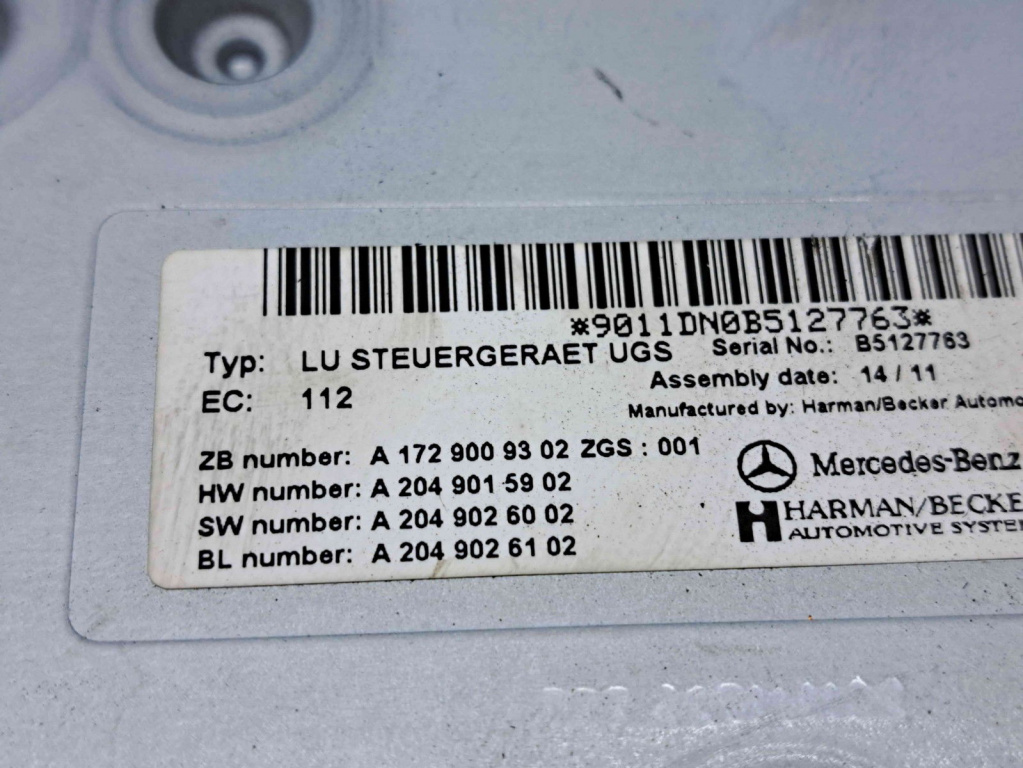 *9011DN0B5127763*
Typ: LU STEUERGERAET UGS Serial No.: B5127763
EC: 112 Assembly date: 14 / 11
Manufactured by: Harman/Becker Automo
ZB number: A 172 900 93 02 ZGS : 001
HW number: A 204 901 59 02
Mercedes-Benz
SW number: A 204 902 60 02
HARMAN/BECKE
AUTOMOTIVE SYSTEM
BL number: A 204 902 61 02